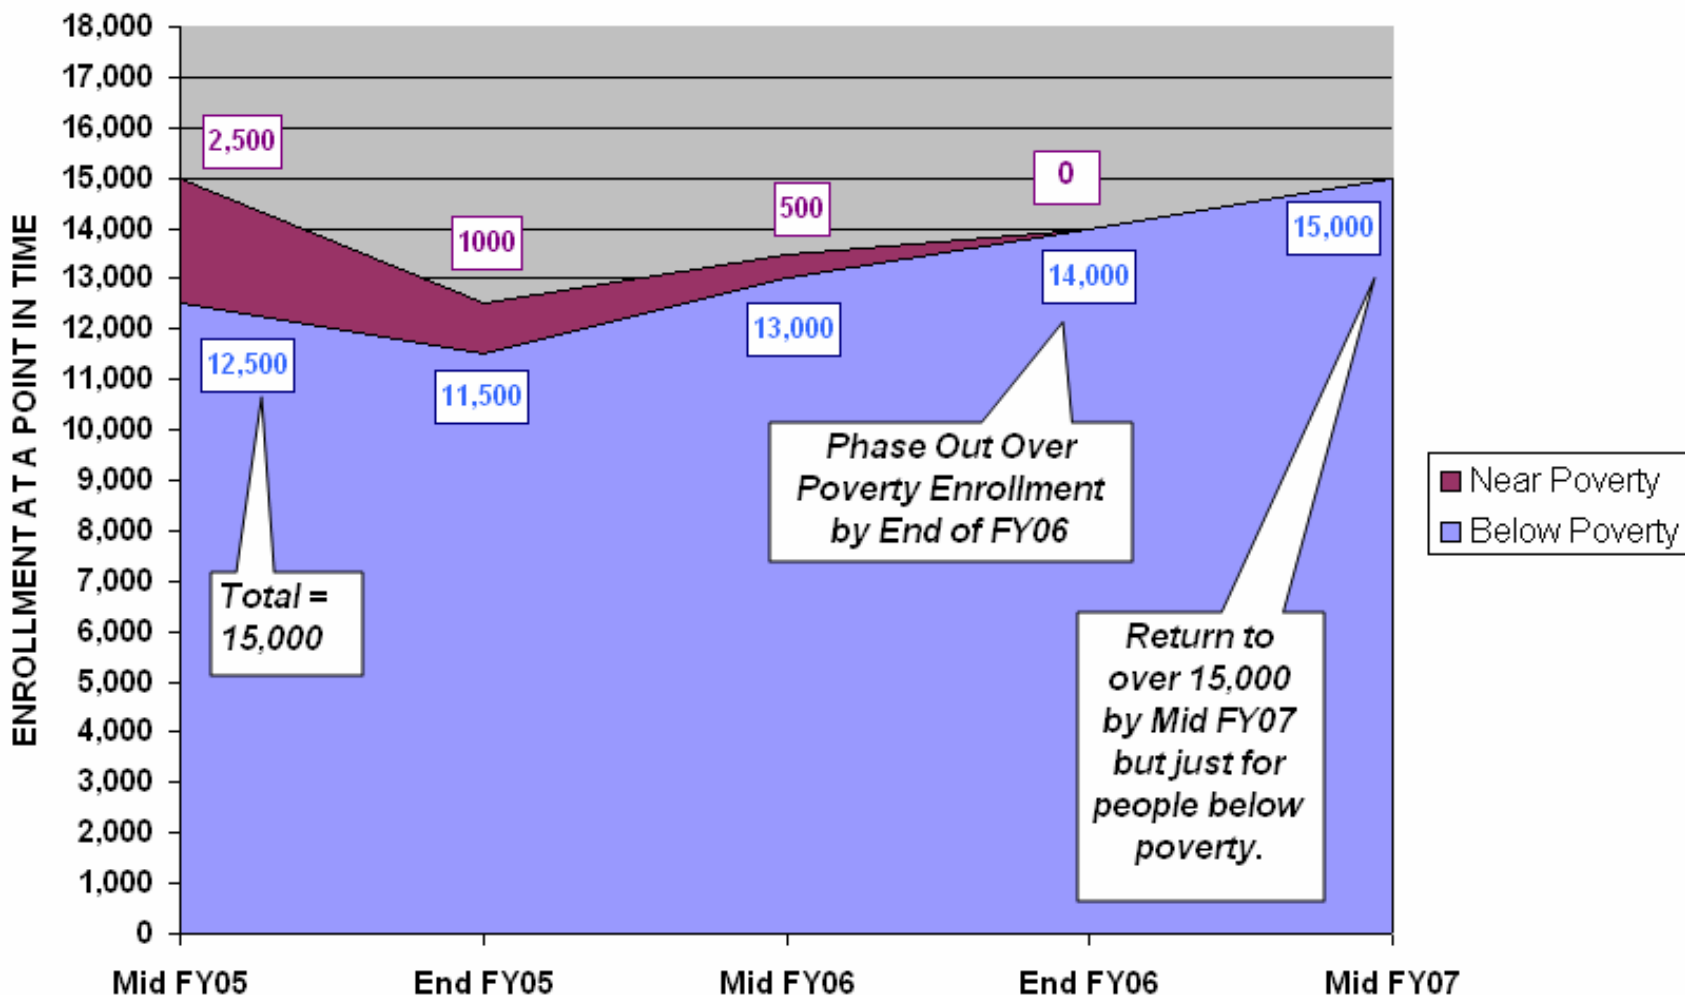 18,000
17,000
16,000
15,000
14,000
13,000
12,000
11,000
10,000
9,000
8,000
7,000
6,000
5,000
4,000
3,000
2,000
1,000
0
ENROLLMENT AT A POINT IN TIME
2,500
1000
500
0
12,500
11,500
13,000
14,000
15,000
Total =
15,000
Phase Out Over
Poverty Enrollment
by End of FY06
Return to
over 15,000
by Mid FY07
but just for
people below
poverty.
Near Poverty
Below Poverty
Mid FY05
End FY05
Mid FY06
End FY06
Mid FY07